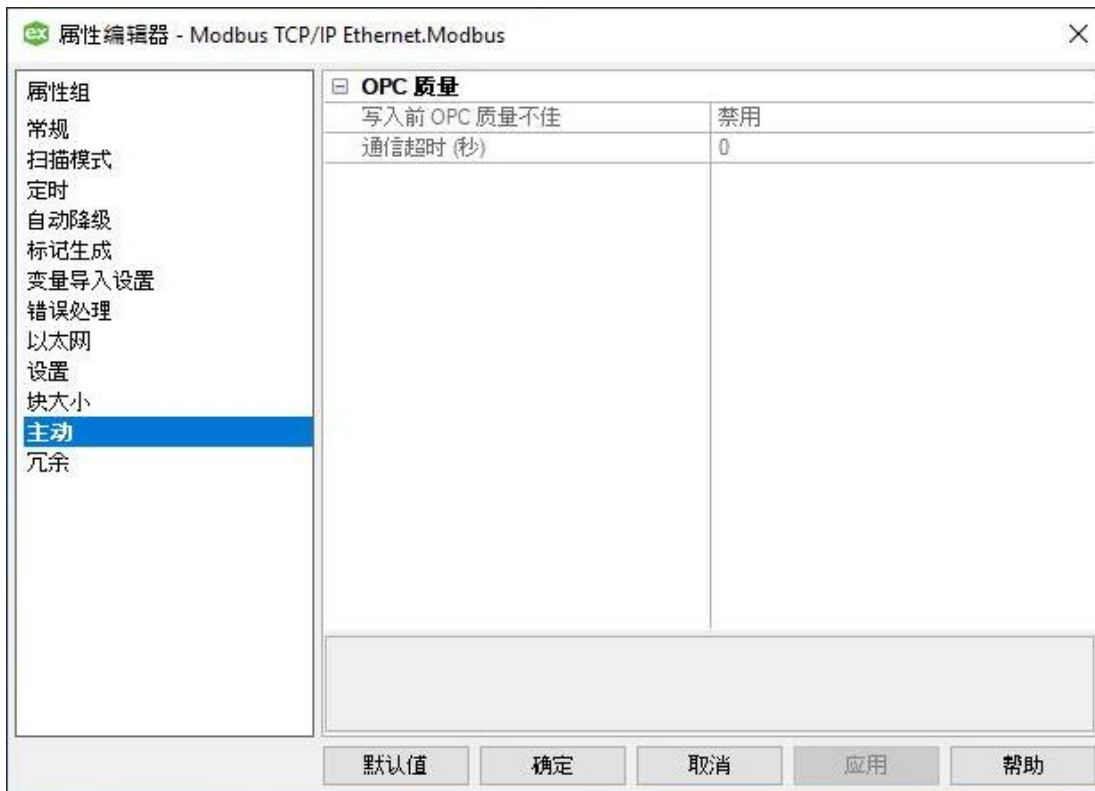 ex 属性编辑器 - Modbus TCP/IP Ethernet.Modbus
属性组
常规
扫描模式
定时
自动降级
标记生成
变量导入设置
错误处理
以太网
设置
块大小
主动
冗余
OPC 质量
写入前 OPC 质量不佳 禁用
通信超时 (秒) 0
默认值 确定 取消 应用 帮助